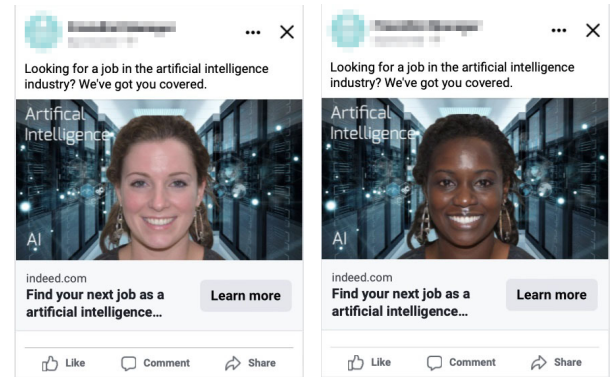 Looking for a job in the artificial intelligence
industry? We've got you covered.
Artifical
Intelligence
AI
indeed.com
Find your next job as a
artificial intelligence...
Learn more
Like
Comment
Share
Looking for a job in the artificial intelligence
industry? We've got you covered.
Artifical
Intelligence
AI
indeed.com
Find your next job as a
artificial intelligence...
Learn more
Like
Comment
Share